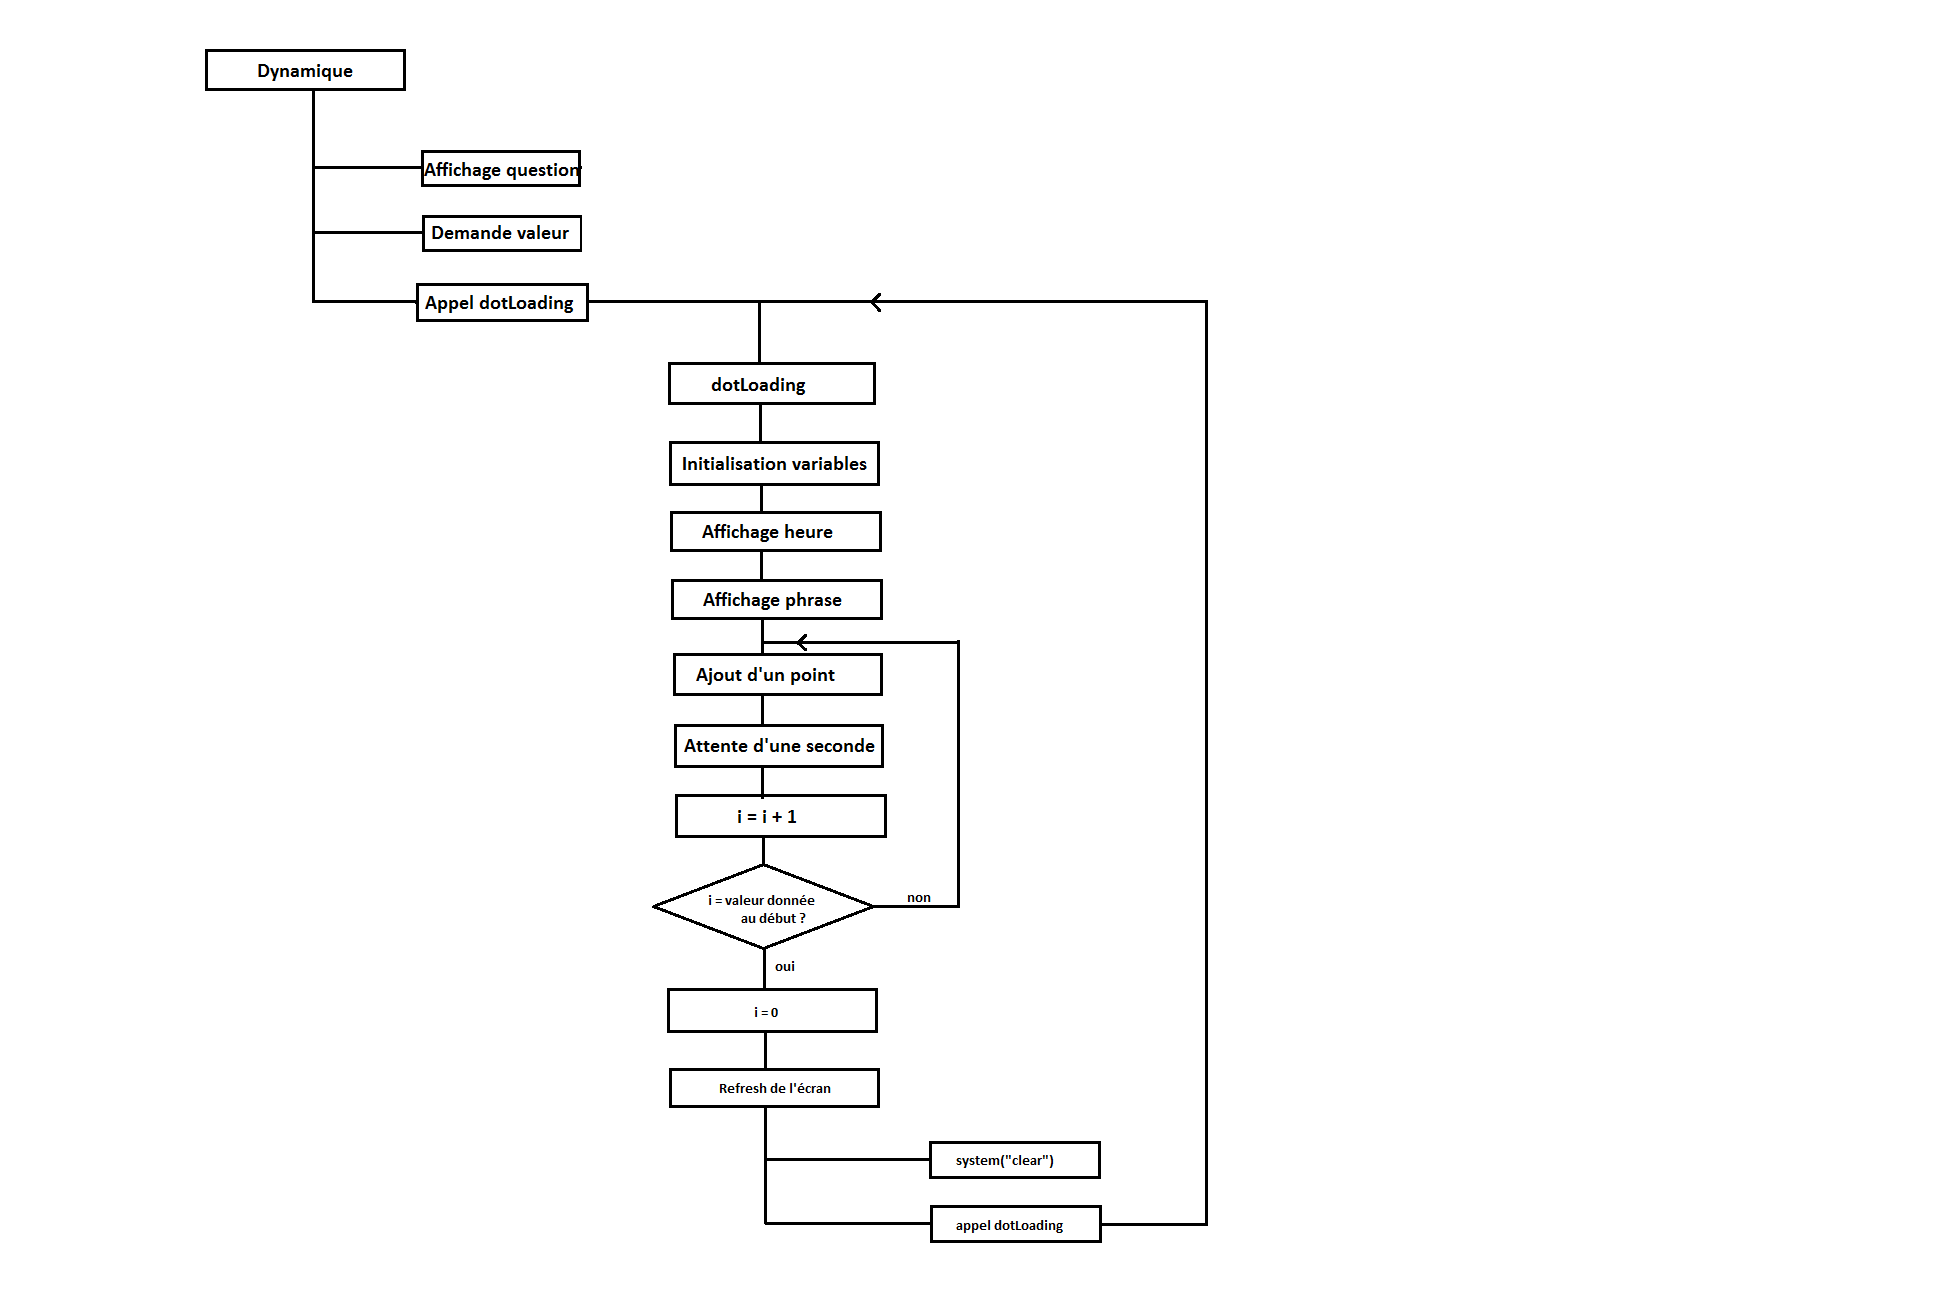 Dynamique
Affichage question
Demande valeur
Appel dotLoading
dotLoading
Initialisation variables
Affichage heure
Affichage phrase
Ajout d'un point
Attente d'une seconde
i = i + 1
i = valeur donnée
au début ?
non
oui
i = 0
Refresh de l'écran
system("clear")
appel dotLoading